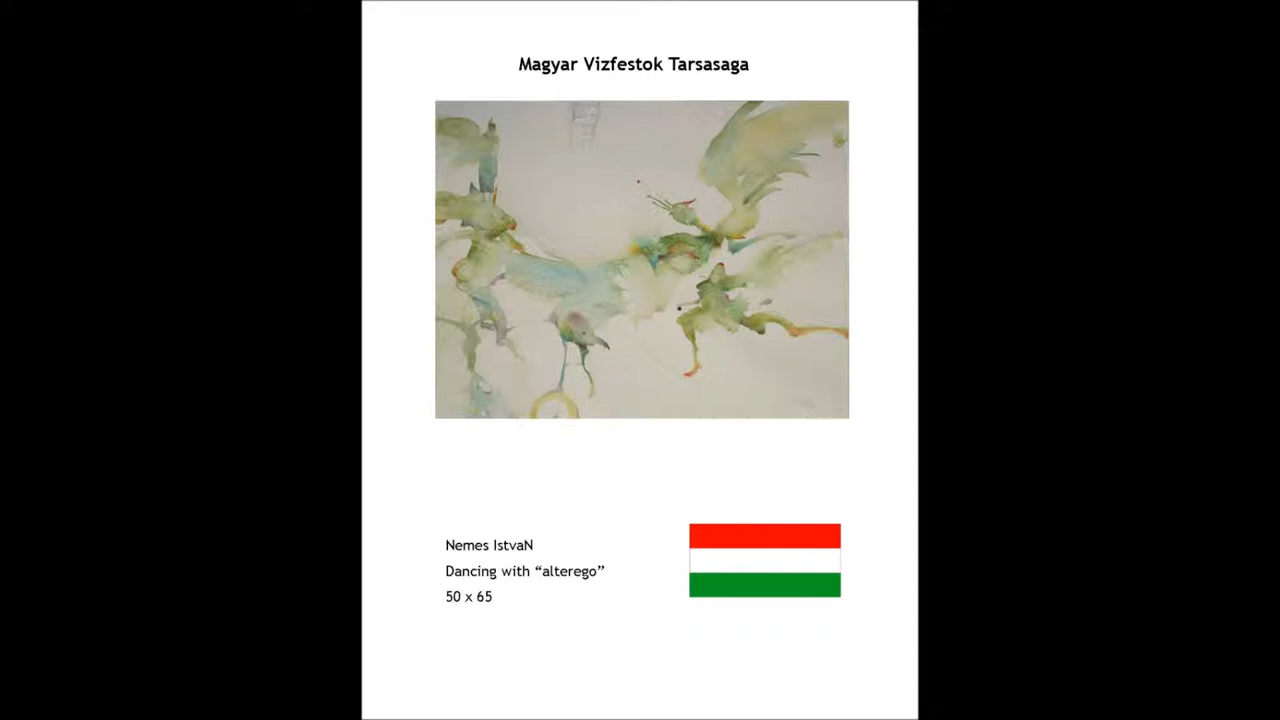 Magyar Vizfestok Tarsasaga
Nemes IstvaN
Dancing with “alterego”
50 x 65